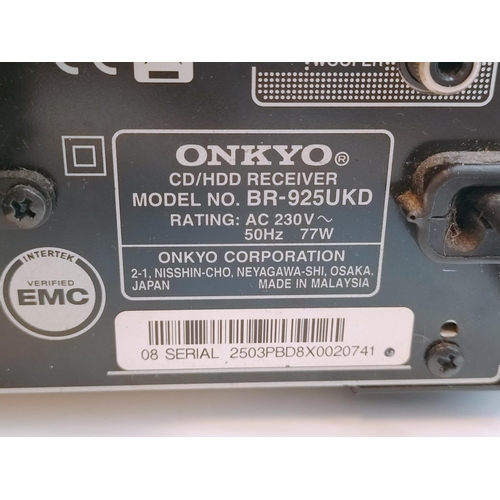 WOOFER
ONKYO®
CD/HDD RECEIVER
MODEL NO. BR-925UKD
RATING: AC 230V ~
50Hz 77W
ONKYO CORPORATION
2-1, NISSHIN-CHO, NEYAGAWA-SHI, OSAKA,
JAPAN MADE IN MALAYSIA
INTERTEK
VERIFIED
EMC
08 SERIAL 2503PBD8X0020741